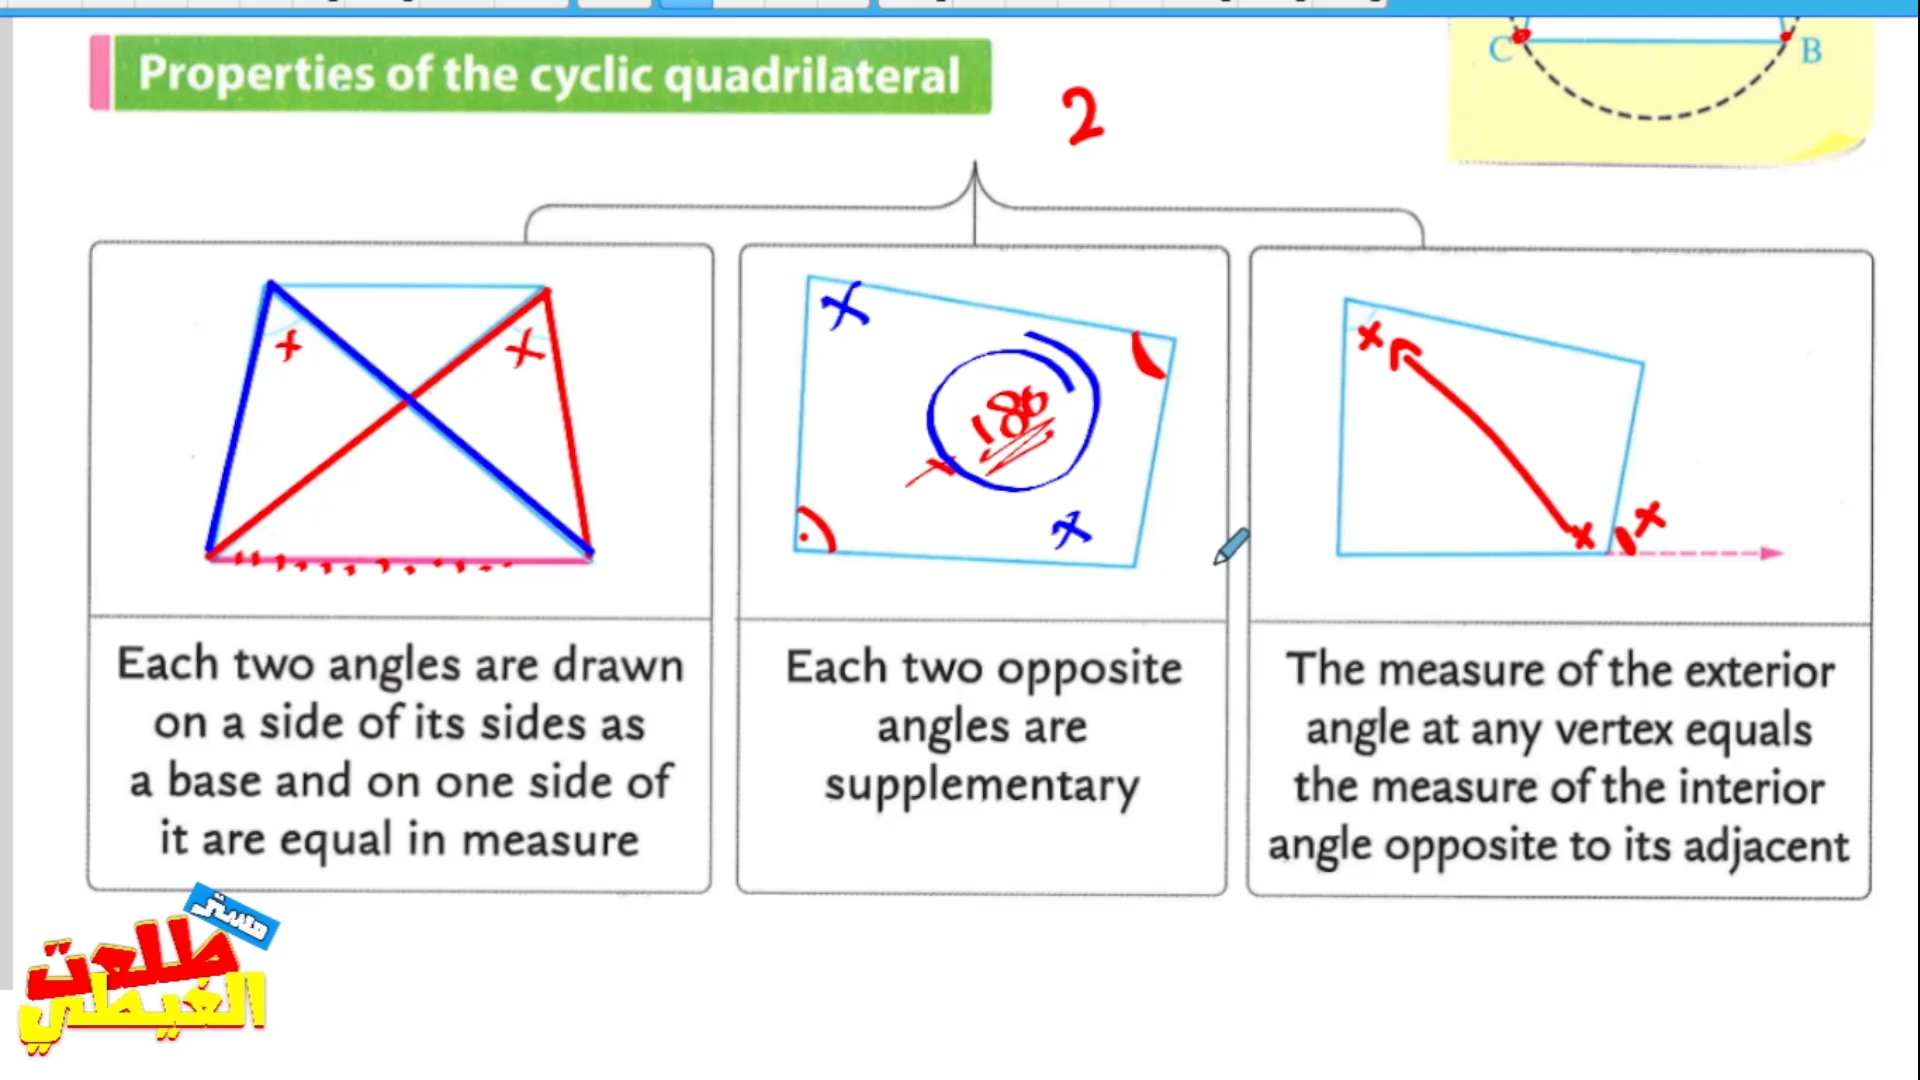 C
B
Properties of the cyclic quadrilateral
2
x
x
x
180
x
x
x
x
x
Each two angles are drawn
on a side of its sides as
a base and on one side of
it are equal in measure
Each two opposite
angles are
supplementary
The measure of the exterior
angle at any vertex equals
the measure of the interior
angle opposite to its adjacent
مستر
طلعت
الغيطي